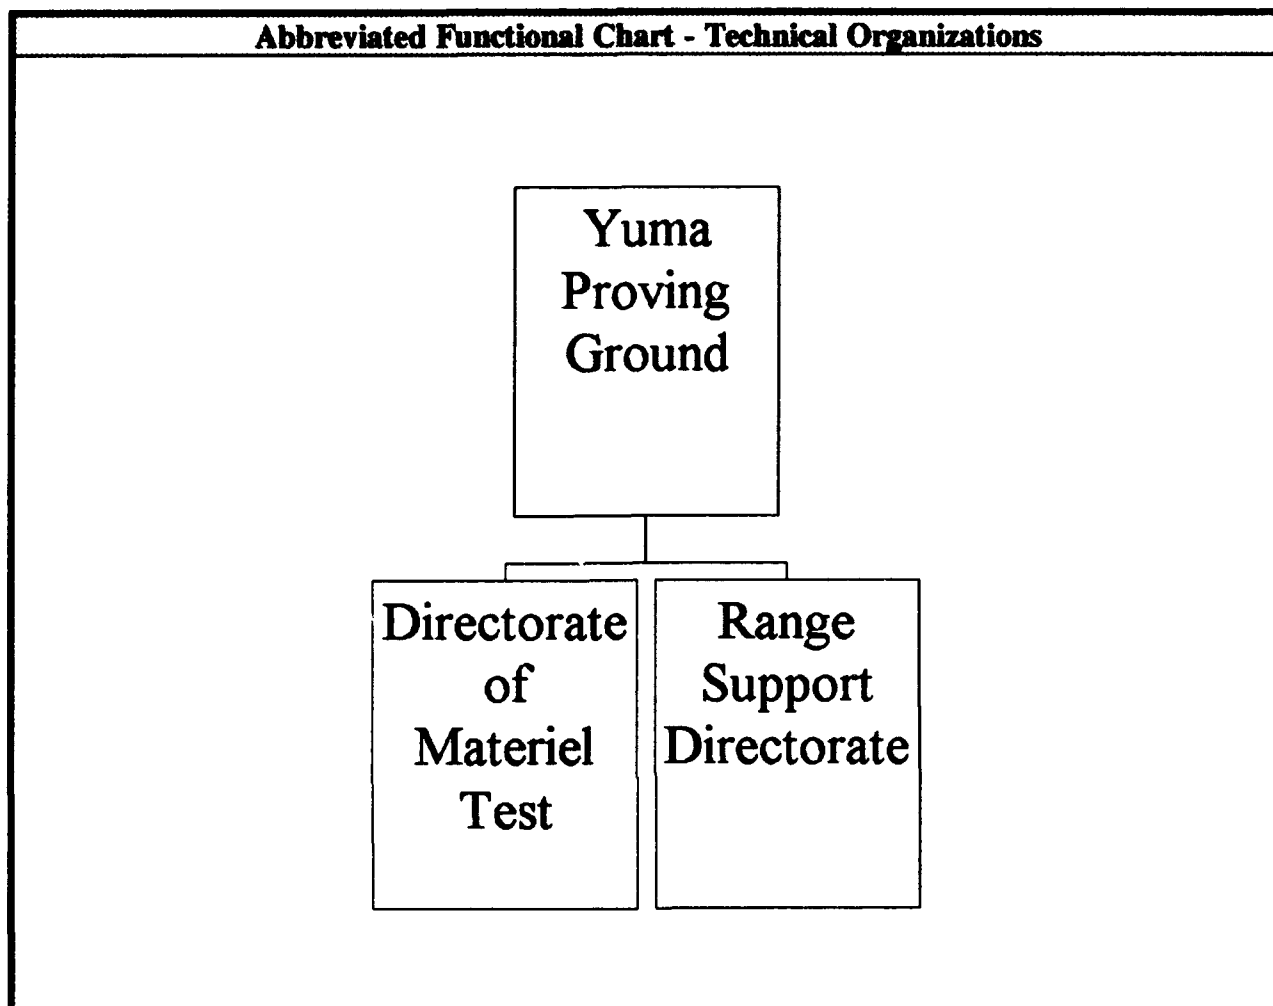 Abbreviated Functional Chart - Technical Organizations
Yuma
Proving
Ground
Directorate
of
Materiel
Test
Range
Support
Directorate